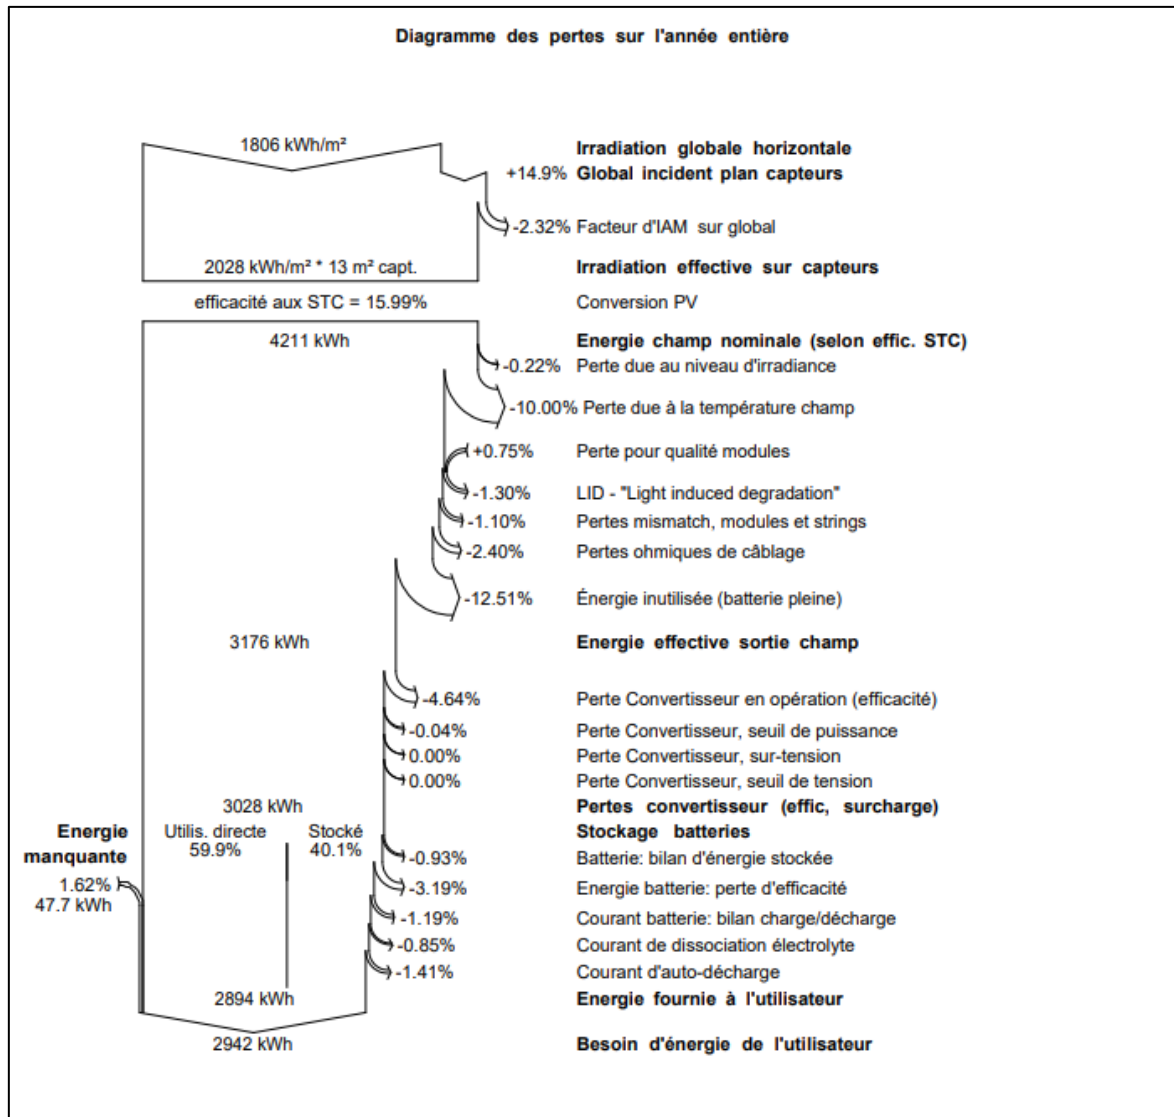 Diagramme des pertes sur l'année entière
1806 kWh/m²
Irradiation globale horizontale
+14.9% Global incident plan capteurs
-2.32% Facteur d'IAM sur global
2028 kWh/m² * 13 m² capt.
Irradiation effective sur capteurs
efficacité aux STC = 15.99%
Conversion PV
4211 kWh
Energie champ nominale (selon effic. STC)
-0.22% Perte due au niveau d'irradiance
-10.00% Perte due à la température champ
+0.75% Perte pour qualité modules
-1.30% LID - "Light induced degradation"
-1.10% Pertes mismatch, modules et strings
-2.40% Pertes ohmiques de câblage
-12.51% Énergie inutilisée (batterie pleine)
3176 kWh
Energie effective sortie champ
-4.64% Perte Convertisseur en opération (efficacité)
-0.04% Perte Convertisseur, seuil de puissance
0.00% Perte Convertisseur, sur-tension
0.00% Perte Convertisseur, seuil de tension
3028 kWh
Pertes convertisseur (effic, surcharge)
Energie manquante
Utilis. directe
Stocké
Stockage batteries
59.9%
40.1%
-0.93% Batterie: bilan d'énergie stockée
1.62%
-3.19% Energie batterie: perte d'efficacité
47.7 kWh
-1.19% Courant batterie: bilan charge/décharge
-0.85% Courant de dissociation électrolyte
-1.41% Courant d'auto-décharge
2894 kWh
Energie fournie à l'utilisateur
2942 kWh
Besoin d'énergie de l'utilisateur